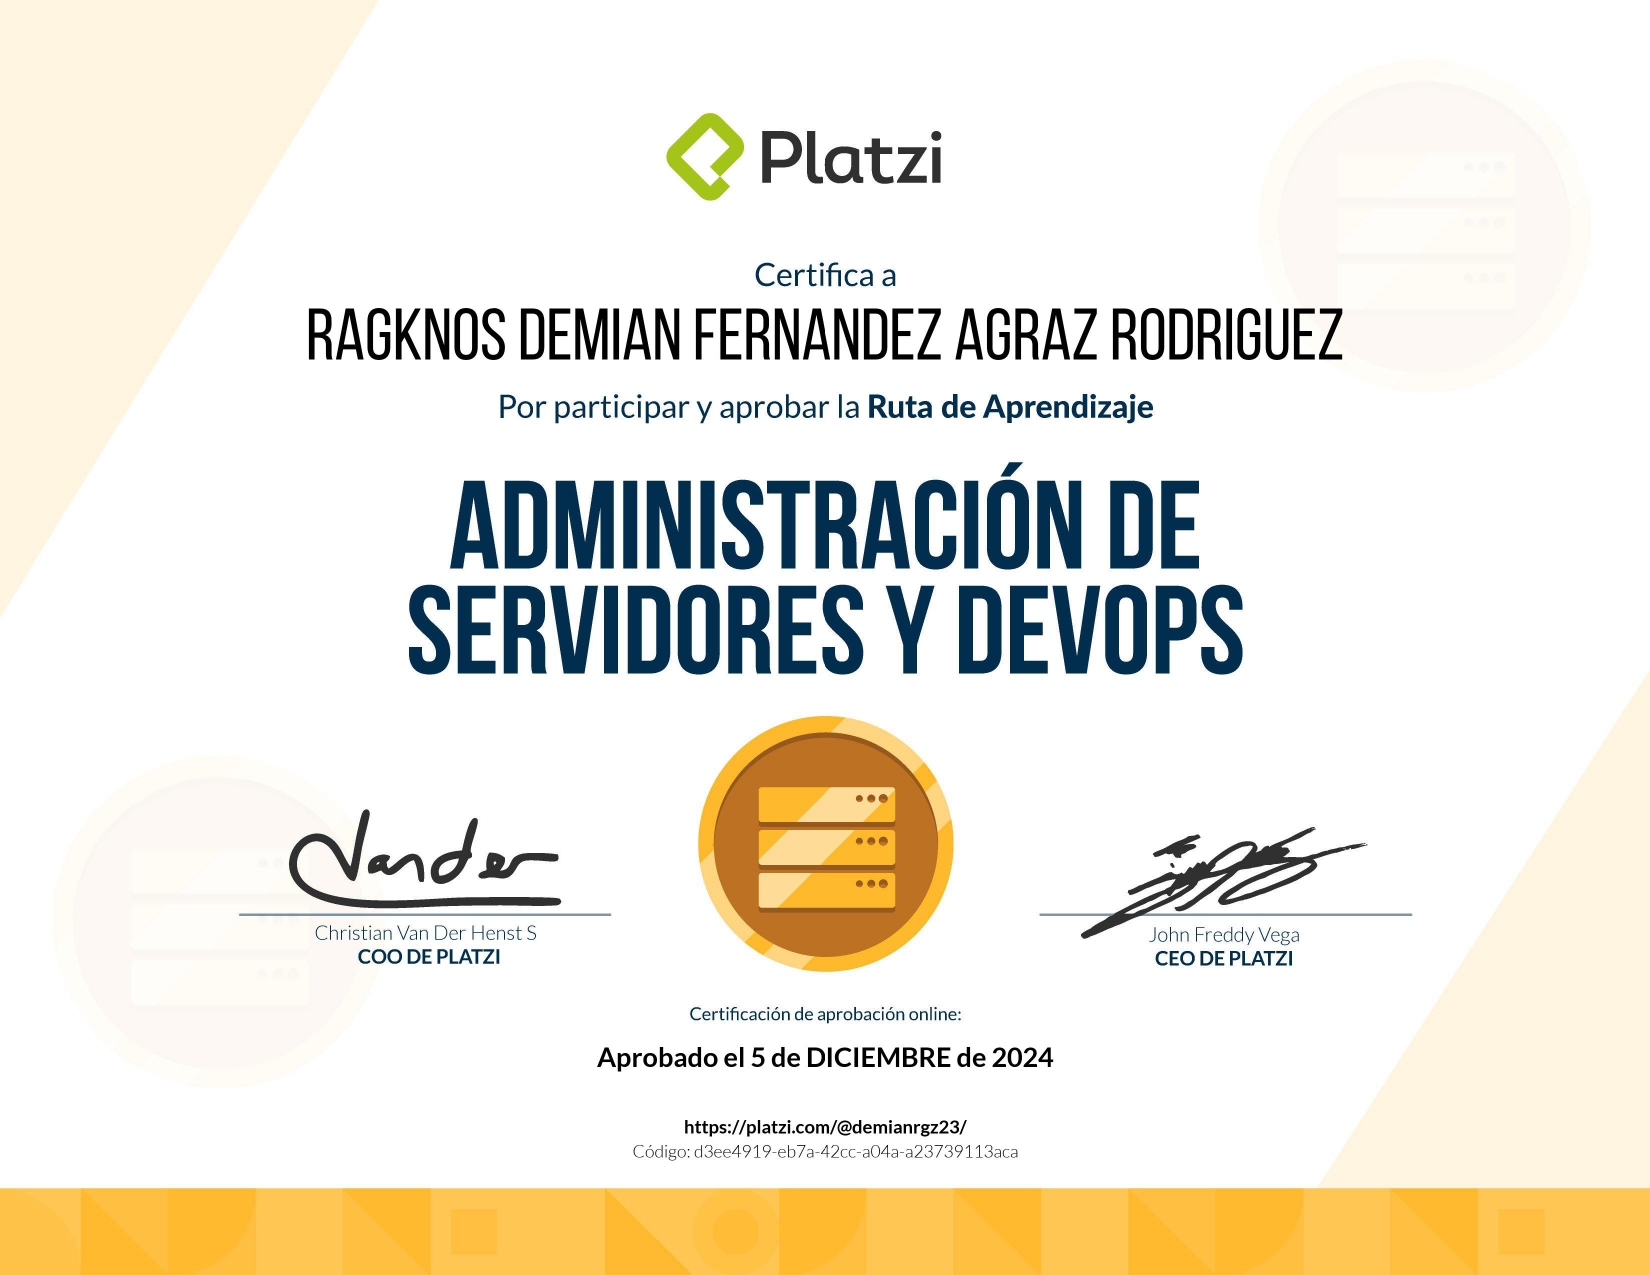 Platzi
Certifica a
RAGKNOS DEMIAN FERNANDEZ AGRAZ RODRIGUEZ
Por participar y aprobar la Ruta de Aprendizaje
ADMINISTRACIÓN DE
SERVIDORES Y DEVOPS
Vander
Christian Van Der Henst S
COO DE PLATZI
John Freddy Vega
CEO DE PLATZI
Certificación de aprobación online:
Aprobado el 5 de DICIEMBRE de 2024
https://platzi.com/@demianrgz23/
Código: d3ee4919-eb7a-42cc-a04a-a23739113aca